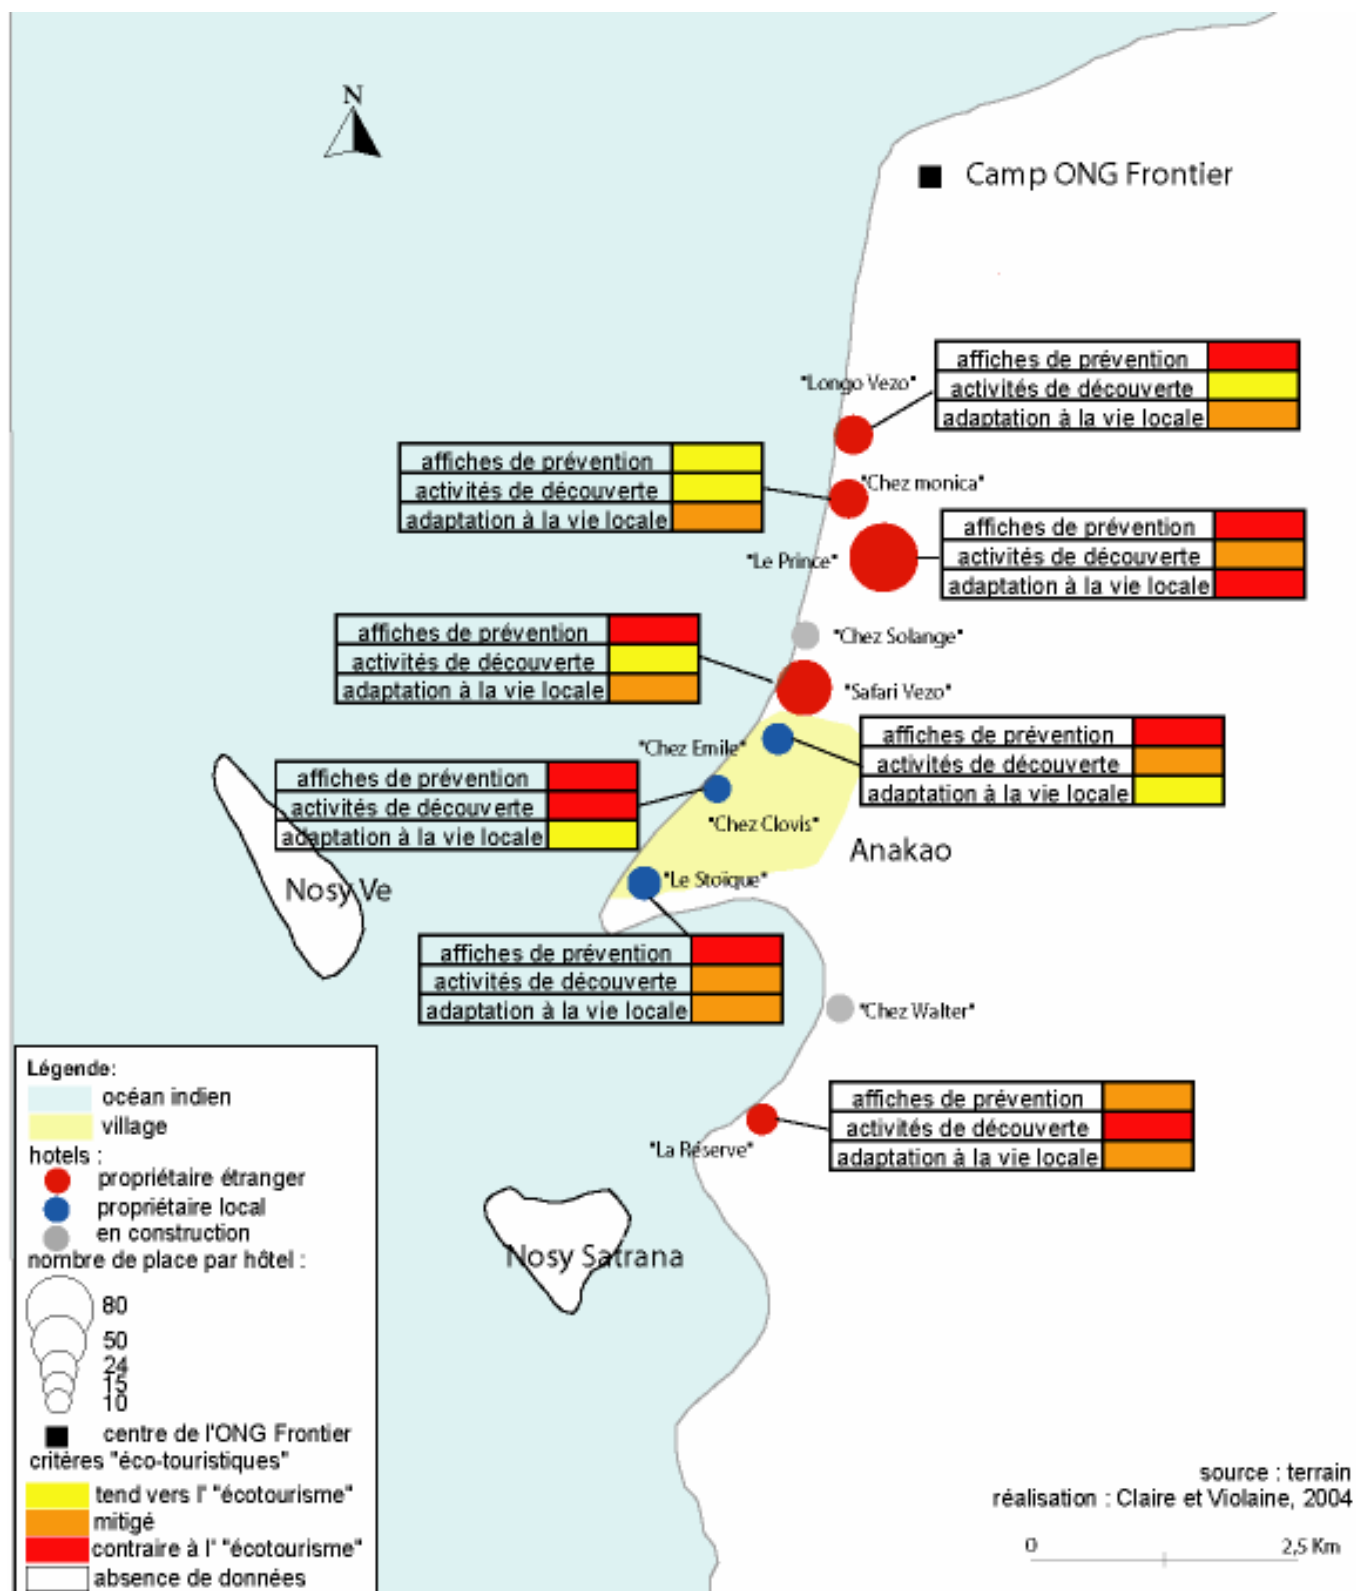 N
Camp ONG Frontier
"Longo Vezo"
affiches de prévention
activités de découverte
adaptation à la vie locale
affiches de prévention
activités de découverte
adaptation à la vie locale
"Chez monica"
"Le Prince"
affiches de prévention
activités de découverte
adaptation à la vie locale
"Chez Solange"
affiches de prévention
activités de découverte
adaptation à la vie locale
"Safari Vezo"
"Chez Emile"
affiches de prévention
activités de découverte
adaptation à la vie locale
affiches de prévention
activités de découverte
adaptation à la vie locale
"Chez Clovis"
Anakao
Nosy Ve
"Le Stoïque"
affiches de prévention
activités de découverte
adaptation à la vie locale
"Chez Walter"
affiches de prévention
activités de découverte
adaptation à la vie locale
"La Réserve"
Nosy Satrana
Légende:
océan indien
village
hotels :
propriétaire étranger
propriétaire local
en construction
nombre de place par hôtel :
80
50
24
15
10
centre de l'ONG Frontier
critères "éco-touristiques"
tend vers l' "écotourisme"
mitigé
contraire à l' "écotourisme"
absence de données
source : terrain
réalisation : Claire et Violaine, 2004
0 2,5 Km